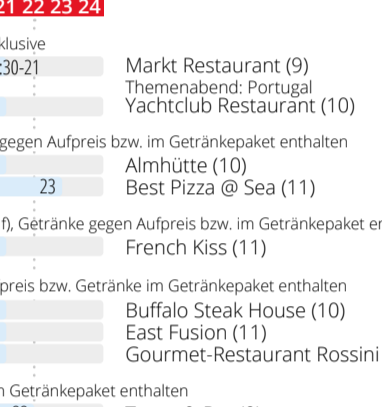 21 22 23 24
klusive
:30-21 Markt Restaurant (9)
Themenabend: Portugal
Yachtclub Restaurant (10)
gegen Aufpreis bzw. im Getränkepaket enthalten
Almhütte (10)
23 Best Pizza @ Sea (11)
f), Getränke gegen Aufpreis bzw. im Getränkepaket e
French Kiss (11)
preis bzw. Getränke im Getränkepaket enthalten
Buffalo Steak House (10)
East Fusion (11)
Gourmet-Restaurant Rossini
n Getränkepaket enthalten